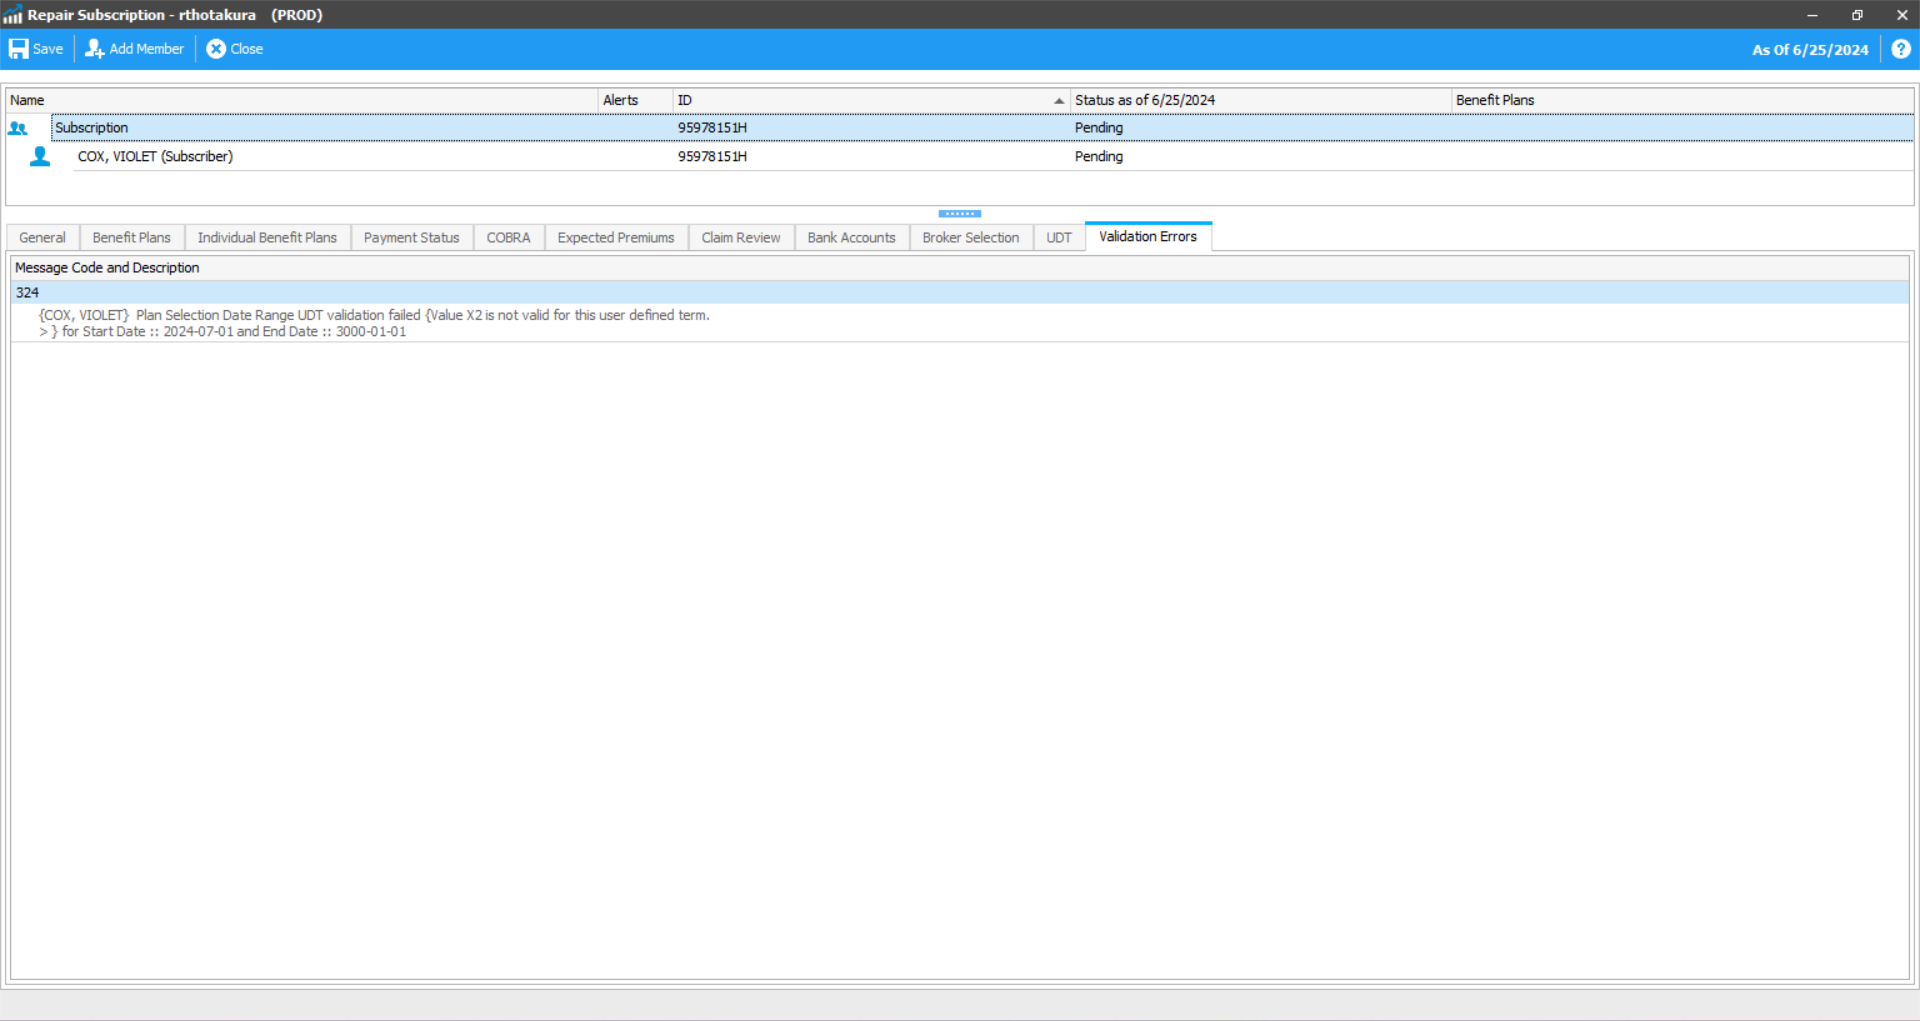 Repair Subscription - rthotakura (PROD)
Save Add Member Close As Of 6/25/2024 ?
Name Alerts ID Status as of 6/25/2024 Benefit Plans
Subscription 95978151H Pending
COX, VIOLET (Subscriber) 95978151H Pending
General Benefit Plans Individual Benefit Plans Payment Status COBRA Expected Premiums Claim Review Bank Accounts Broker Selection UDT Validation Errors
Message Code and Description
324
{COX, VIOLET} Plan Selection Date Range UDT validation failed {Value X2 is not valid for this user defined term.
> } for Start Date :: 2024-07-01 and End Date :: 3000-01-01